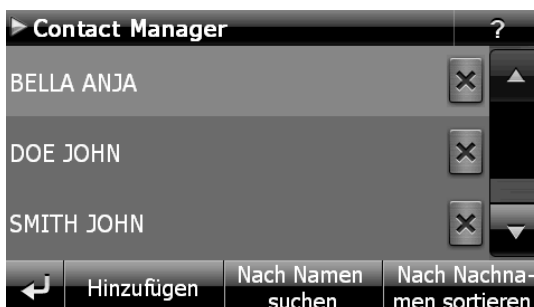 Contact Manager
?
BELLA ANJA
DOE JOHN
SMITH JOHN
Hinzufügen
Nach Namen
suchen
Nach Nachna-
men sortieren